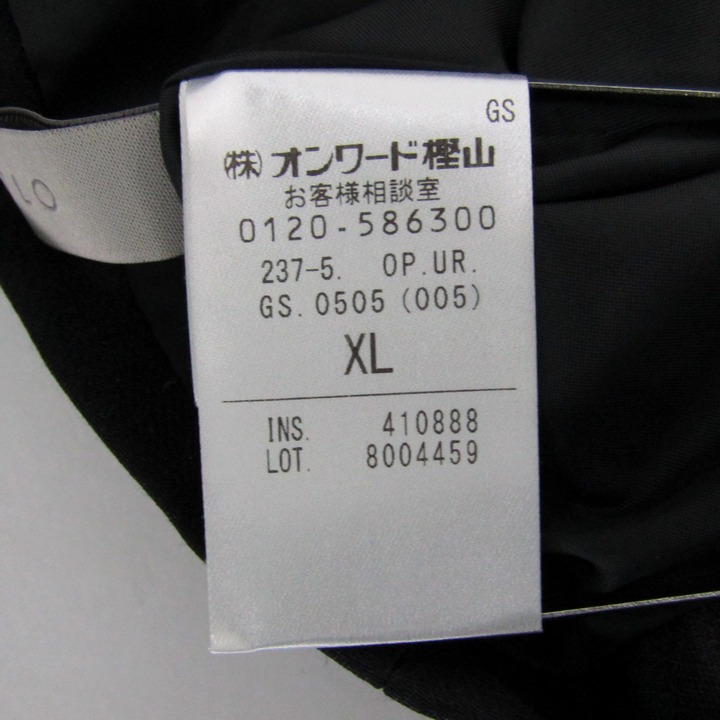 GS
(株)オンワード樫山
お客様相談室
0120-586300
237-5. OP.UR.
GS.0505(005)
XL
INS. 410888
LOT. 8004459
LO